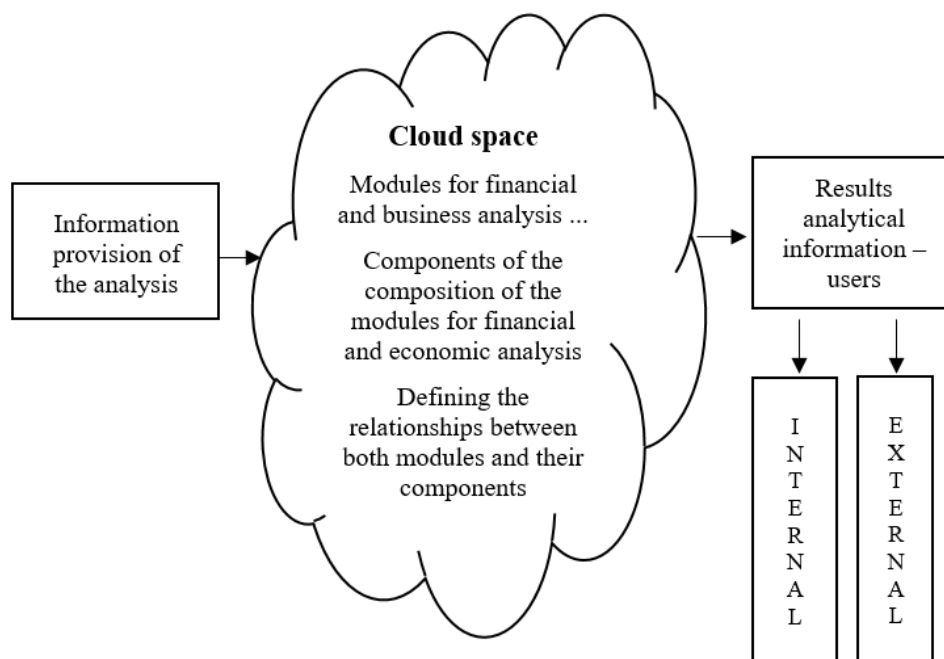 Information
provision of
the analysis
Cloud space
Modules for financial
and business analysis ...
Components of the
composition of the
modules for financial
and economic analysis
Defining the
relationships between
both modules and their
components
Results
analytical
information –
users
INTERNAL
EXTERNAL